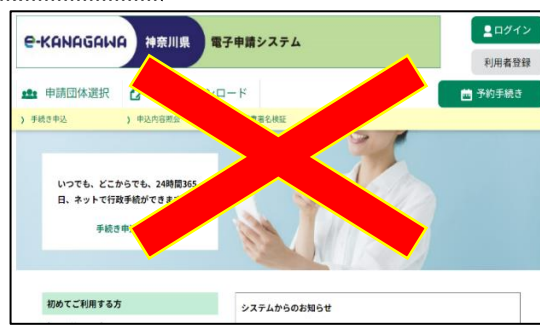 e-KANAGAWA 神奈川県 電子申請システム
ログイン
利用者登録
申請団体選択
ンロード
予約手続き
手続き申込
申込内容照会
署名検証
いつでも、どこからでも、24時間365
日、ネットで行政手続ができま
手続き申
初めてご利用する方
システムからのお知らせ